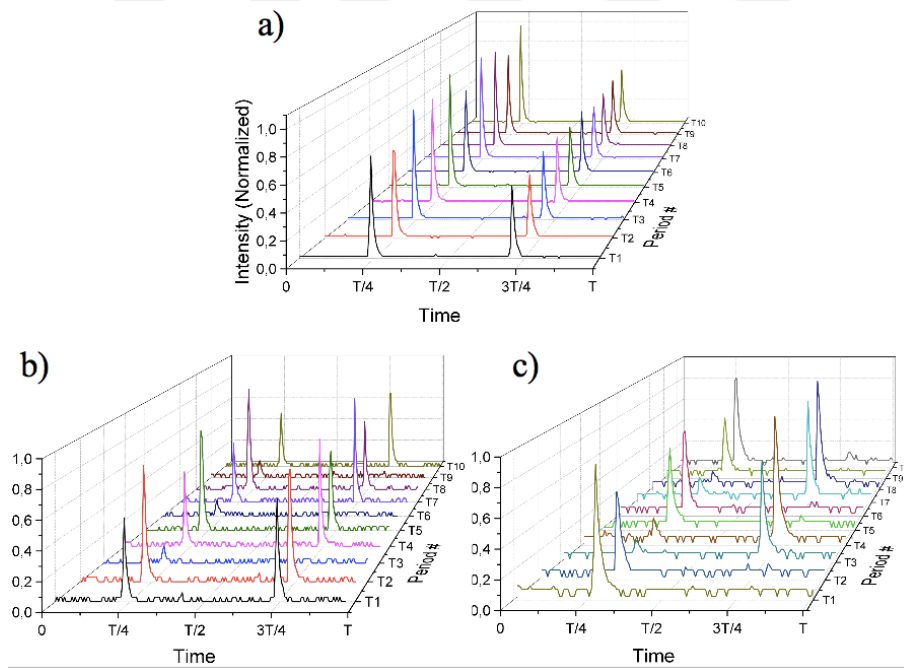 a)
Intensity (Normalized)
1,0
0,8
0,6
0,4
0,2
0,0
0 T/4 T/2 3T/4 T
Time
T1
T2
T3
T4
T5
T6
T7
T8
T9
T10
Period #
b)
1,0
0,8
0,6
0,4
0,2
0,0
0 T/4 T/2 3T/4 T
Time
T1
T2
T3
T4
T5
T6
T7
T8
T9
T10
Period #
c)
1,0
0,8
0,6
0,4
0,2
0,0
0 T/4 T/2 3T/4 T
Time
T1
T2
T3
T4
T5
T6
T7
T8
T9
Period #